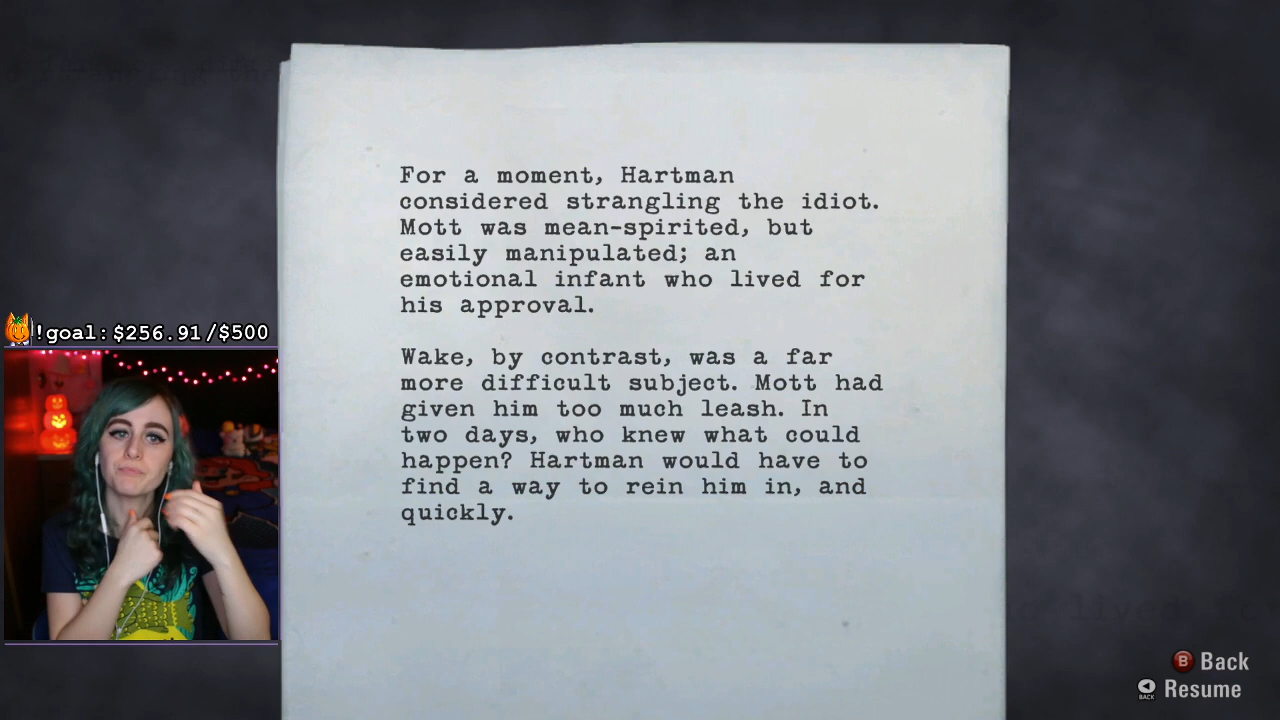 For a moment, Hartman
considered strangling the idiot.
Mott was mean-spirited, but
easily manipulated; an
emotional infant who lived for
his approval.
Wake, by contrast, was a far
more difficult subject. Mott had
given him too much leash. In
two days, who knew what could
happen? Hartman would have to
find a way to rein him in, and
quickly.
!goal: $256.91/$500
B Back
BACK Resume